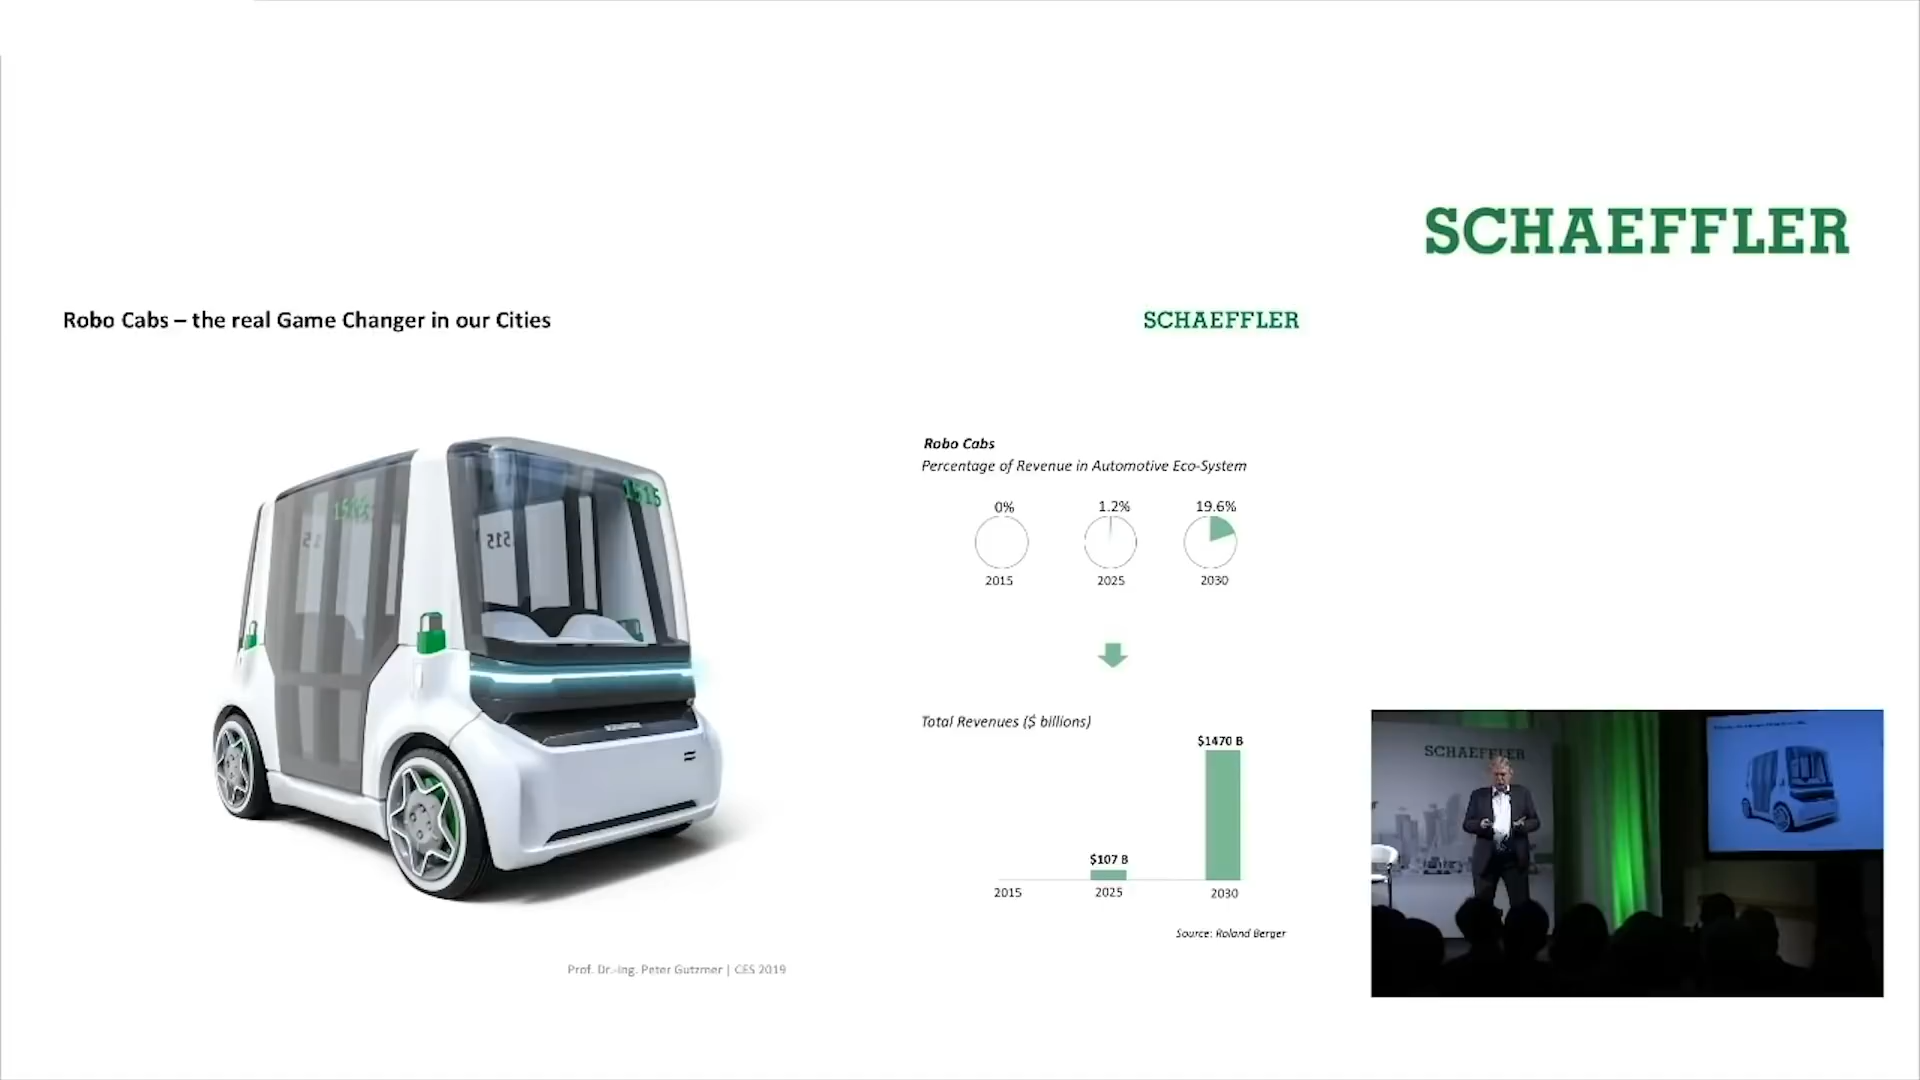 SCHAEFFLER
Robo Cabs – the real Game Changer in our Cities
SCHAEFFLER
1515
515
Robo Cabs
Percentage of Revenue in Automotive Eco-System
0%
1.2%
19.6%
2015
2025
2030
Total Revenues ($ billions)
$1470 B
$107 B
2015
2025
2030
Source: Roland Berger
Prof. Dr.-Ing. Peter Gutzmer | CES 2019
SCHAEFFLER